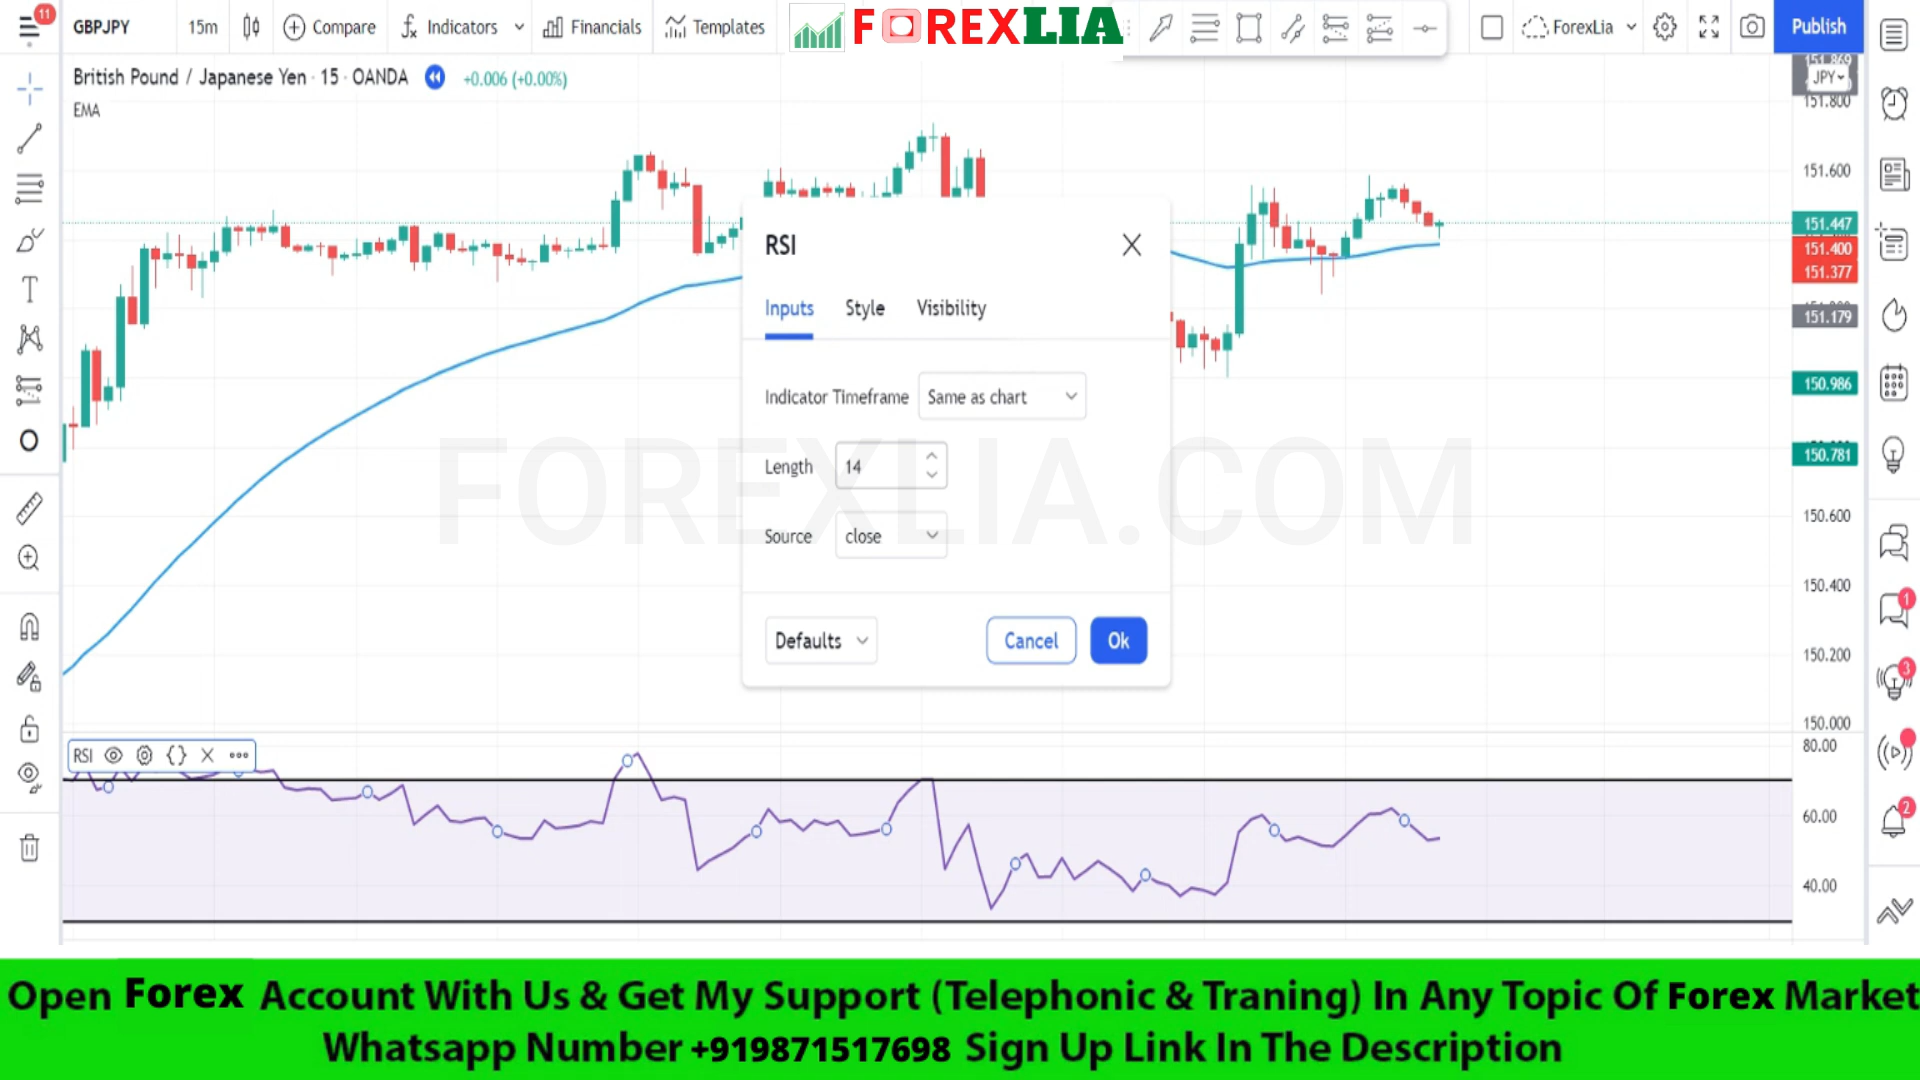 11
GBPJPY
15m
Compare
Indicators
Financials
Templates
FOREXLIA
ForexLia
Publish
British Pound / Japanese Yen · 15 · OANDA
+0.006 (+0.00%)
EMA
JPY
151.800
151.600
151.447
151.400
151.377
151.179
150.986
150.781
150.600
150.400
150.200
150.000
RSI
Inputs
Style
Visibility
Indicator Timeframe
Same as chart
Length
14
Source
close
Defaults
Cancel
Ok
FOREXLIA.COM
RSI
80.00
60.00
40.00
1
3
2
Open Forex Account With Us & Get My Support (Telephonic & Traning) In Any Topic Of Forex Market
Whatsapp Number +919871517698 Sign Up Link In The Description